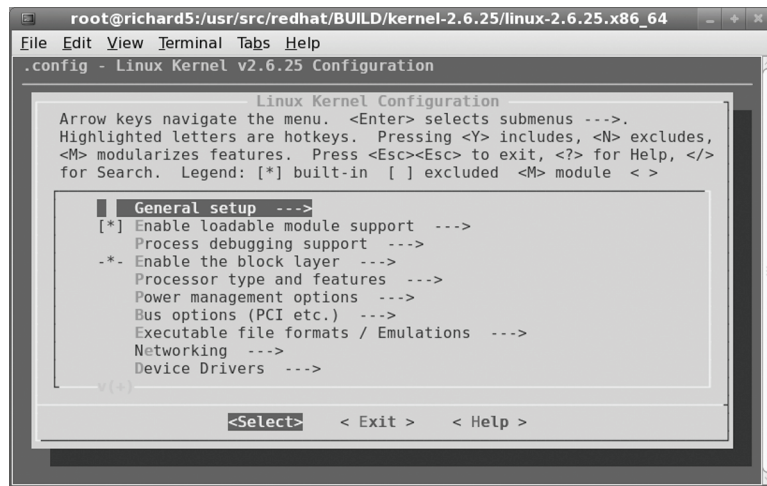 root@richard5:/usr/src/redhat/BUILD/kernel-2.6.25/linux-2.6.25.x86_64
File Edit View Terminal Tabs Help
.config - Linux Kernel v2.6.25 Configuration
Linux Kernel Configuration
Arrow keys navigate the menu.  <Enter> selects submenus --->.
Highlighted letters are hotkeys.  Pressing <Y> includes, <N> excludes,
<M> modularizes features.  Press <Esc><Esc> to exit, <?> for Help, </>
for Search.  Legend: [*] built-in  [ ] excluded  <M> module  < >
General setup  --->
[*] Enable loadable module support  --->
Process debugging support  --->
-*- Enable the block layer  --->
Processor type and features  --->
Power management options  --->
Bus options (PCI etc.)  --->
Executable file formats / Emulations  --->
Networking  --->
Device Drivers  --->
v(+)
<Select>    < Exit >    < Help >